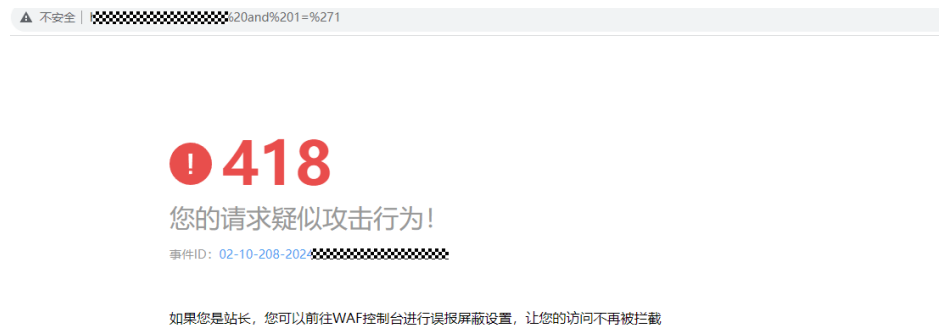 不安全
%20and%201=%271
418
您的请求疑似攻击行为！
事件ID：02-10-208-2024
如果您是站长，您可以前往WAF控制台进行误报屏蔽设置，让您的访问不再被拦截